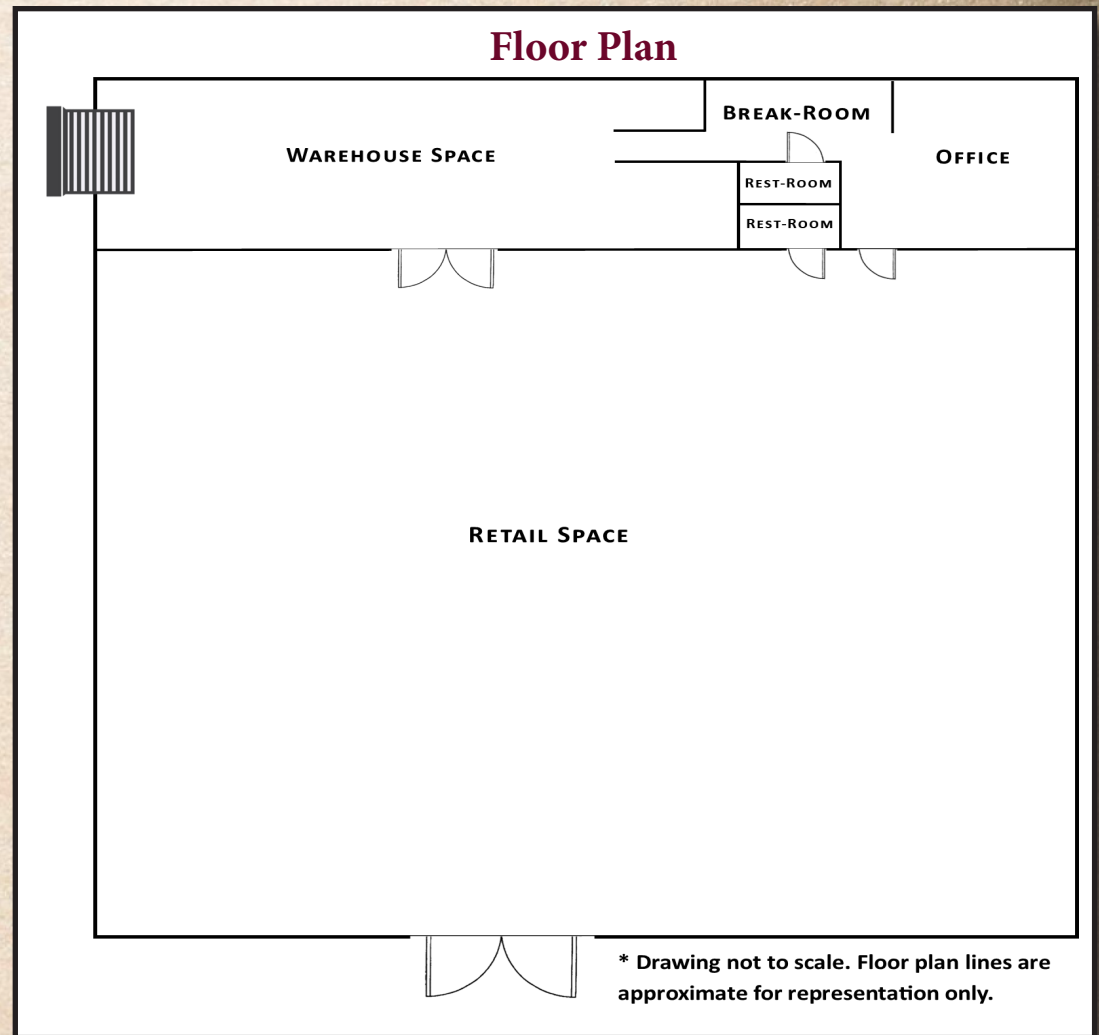 Floor Plan
Break-Room
Warehouse Space
Office
Rest-Room
Rest-Room
Retail Space
* Drawing not to scale. Floor plan lines are
approximate for representation only.